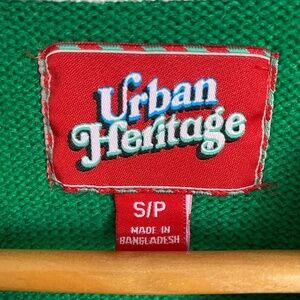 Urban
Heritage
S/P
MADE IN
BANGLADESH